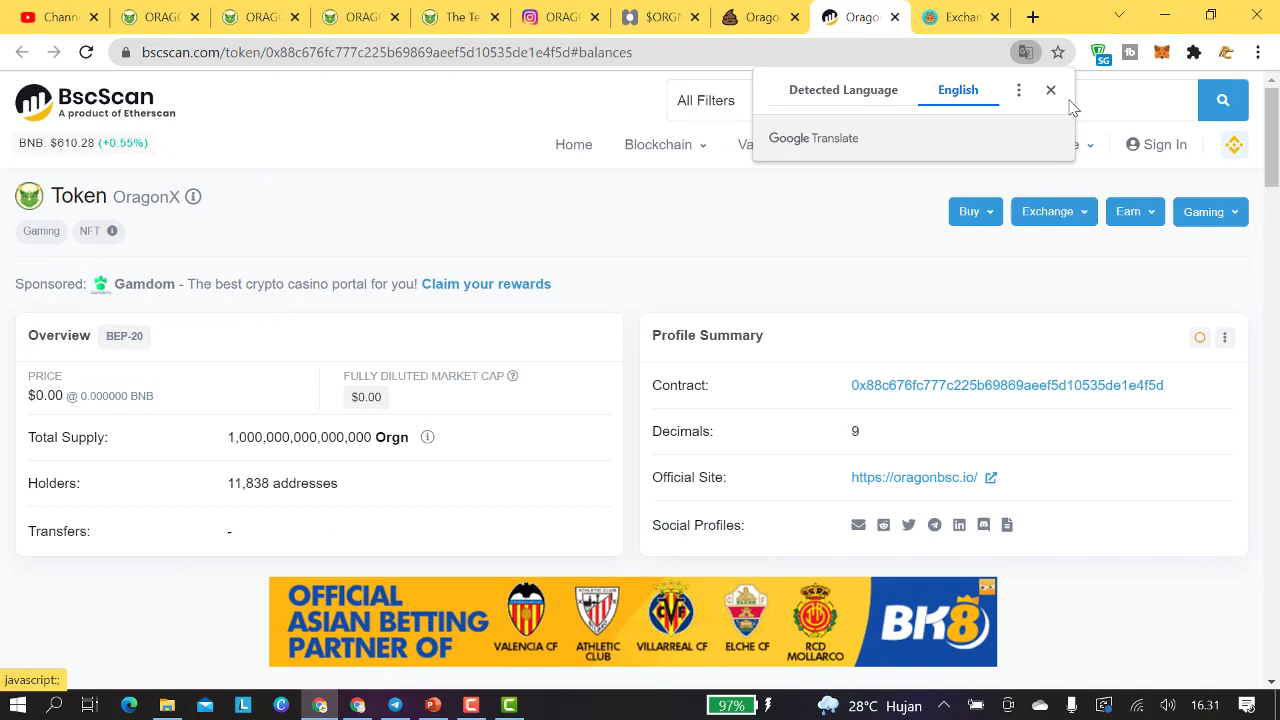 ORAG
The Te
ORAG
$ORGI
Orago
Orago
Exchan
bscscan.com/token/0x88c676fc777c225b69869aeef5d10535de1e4f5d#balances
SG
tb
Detected Language
English
Google Translate
BscScan
A product of Etherscan
All Filters
BNB: $610.28 (+0.55%)
Home
Blockchain
Va
e
Sign In
Token OragonX
Gaming
NFT
Buy
Exchange
Earn
Gaming
Sponsored: Gamdom - The best crypto casino portal for you! Claim your rewards
Overview BEP-20
PRICE
$0.00 @ 0.000000 BNB
FULLY DILUTED MARKET CAP
$0.00
Total Supply: 1,000,000,000,000,000 Orgn
Holders: 11,838 addresses
Transfers: -
Profile Summary
Contract: 0x88c676fc777c225b69869aeef5d10535de1e4f5d
Decimals: 9
Official Site: https://oragonbsc.io/
Social Profiles:
OFFICIAL
ASIAN BETTING
PARTNER OF
VALENCIA CF
ATHLETIC
CLUB
VILLARREAL CF
ELCHE CF
RCD
MOLLARCO
BK8
javascript:;
97%
28°C Hujan
16.31